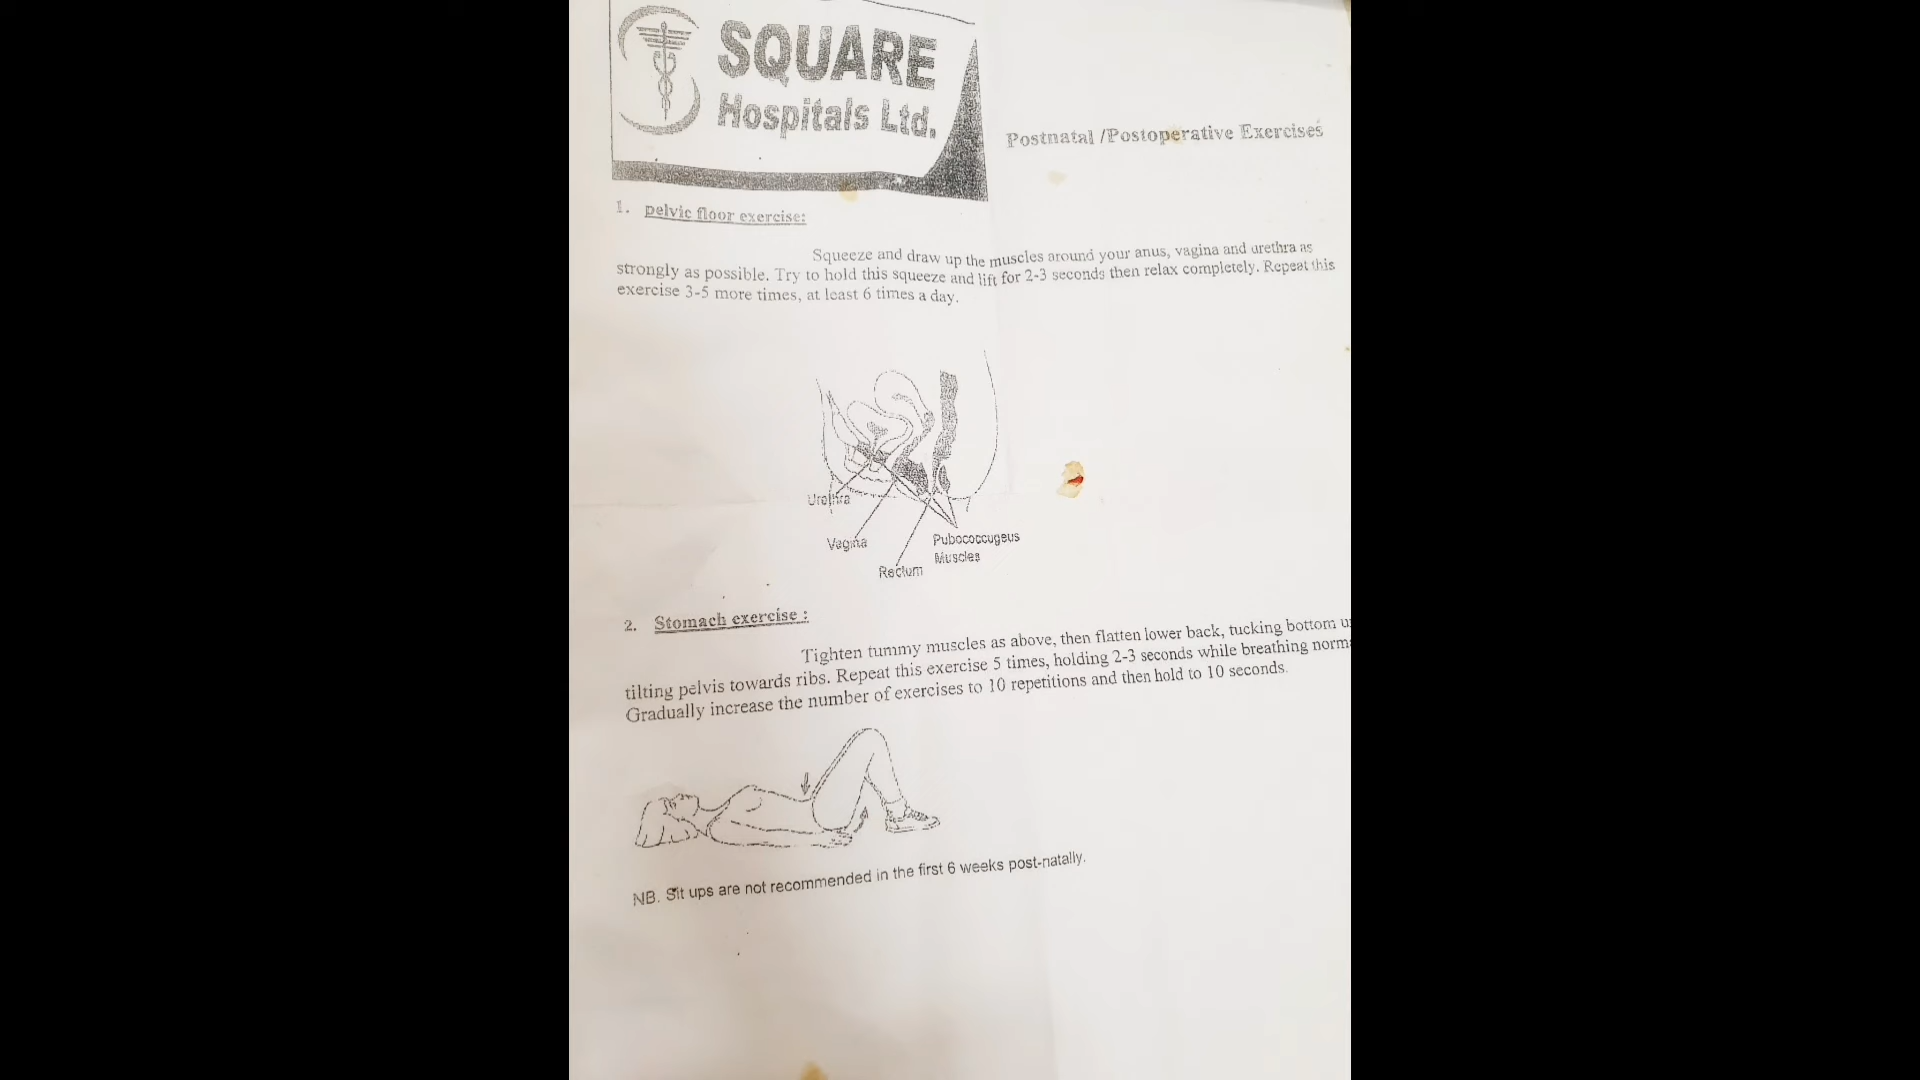 SQUARE
Hospitals Ltd.
Postnatal /Postoperative Exercises
1. pelvic floor exercise:
Squeeze and draw up the muscles around your anus, vagina and urethra as
strongly as possible. Try to hold this squeeze and lift for 2-3 seconds then relax completely. Repeat this
exercise 3-5 more times, at least 6 times a day.
Urethra
Vagina
Pubococcugeus
Muscles
Rectum
2. Stomach exercise :
Tighten tummy muscles as above, then flatten lower back, tucking bottom
tilting pelvis towards ribs. Repeat this exercise 5 times, holding 2-3 seconds while breathing
Gradually increase the number of exercises to 10 repetitions and then hold to 10 seconds.
NB. Sit ups are not recommended in the first 6 weeks post-natally.